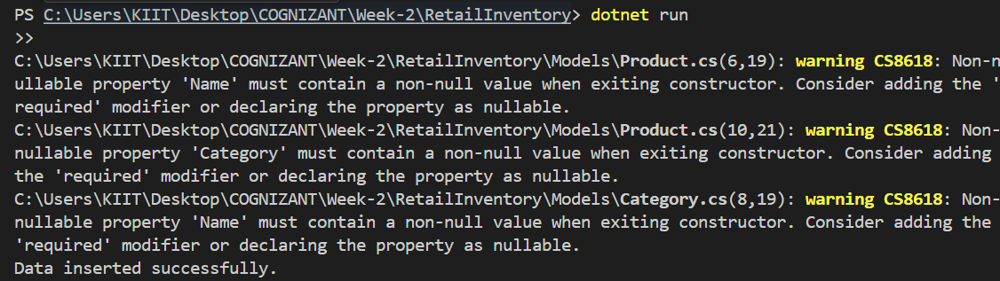 PS C:\Users\KIIT\Desktop\COGNIZANT\Week-2\RetailInventory> dotnet run
>>
C:\Users\KIIT\Desktop\COGNIZANT\Week-2\RetailInventory\Models\Product.cs(6,19): warning CS8618: Non-n
ullable property 'Name' must contain a non-null value when exiting constructor. Consider adding the '
required' modifier or declaring the property as nullable.
C:\Users\KIIT\Desktop\COGNIZANT\Week-2\RetailInventory\Models\Product.cs(10,21): warning CS8618: Non-
nullable property 'Category' must contain a non-null value when exiting constructor. Consider adding
the 'required' modifier or declaring the property as nullable.
C:\Users\KIIT\Desktop\COGNIZANT\Week-2\RetailInventory\Models\Category.cs(8,19): warning CS8618: Non-
nullable property 'Name' must contain a non-null value when exiting constructor. Consider adding the
'required' modifier or declaring the property as nullable.
Data inserted successfully.